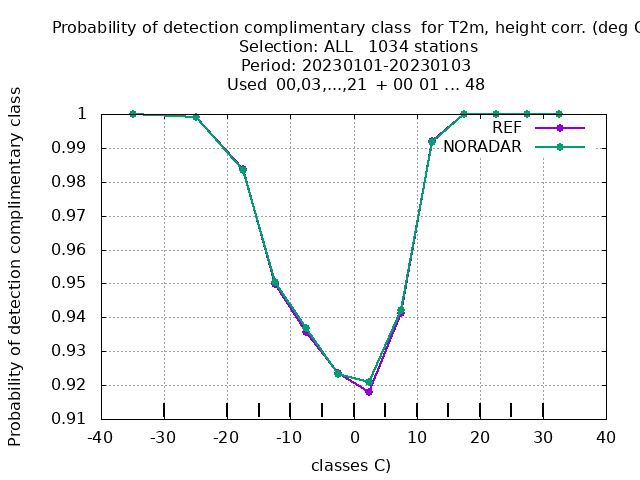 Probability of detection complimentary class  for T2m, height corr. (deg C
Selection: ALL   1034 stations
Period: 20230101-20230103
Used  00,03,...,21  + 00 01 ... 48
Probability of detection complimentary class
1
0.99
0.98
0.97
0.96
0.95
0.94
0.93
0.92
0.91
REF
NORADAR
-40 -30 -20 -10 0 10 20 30 40
classes C)